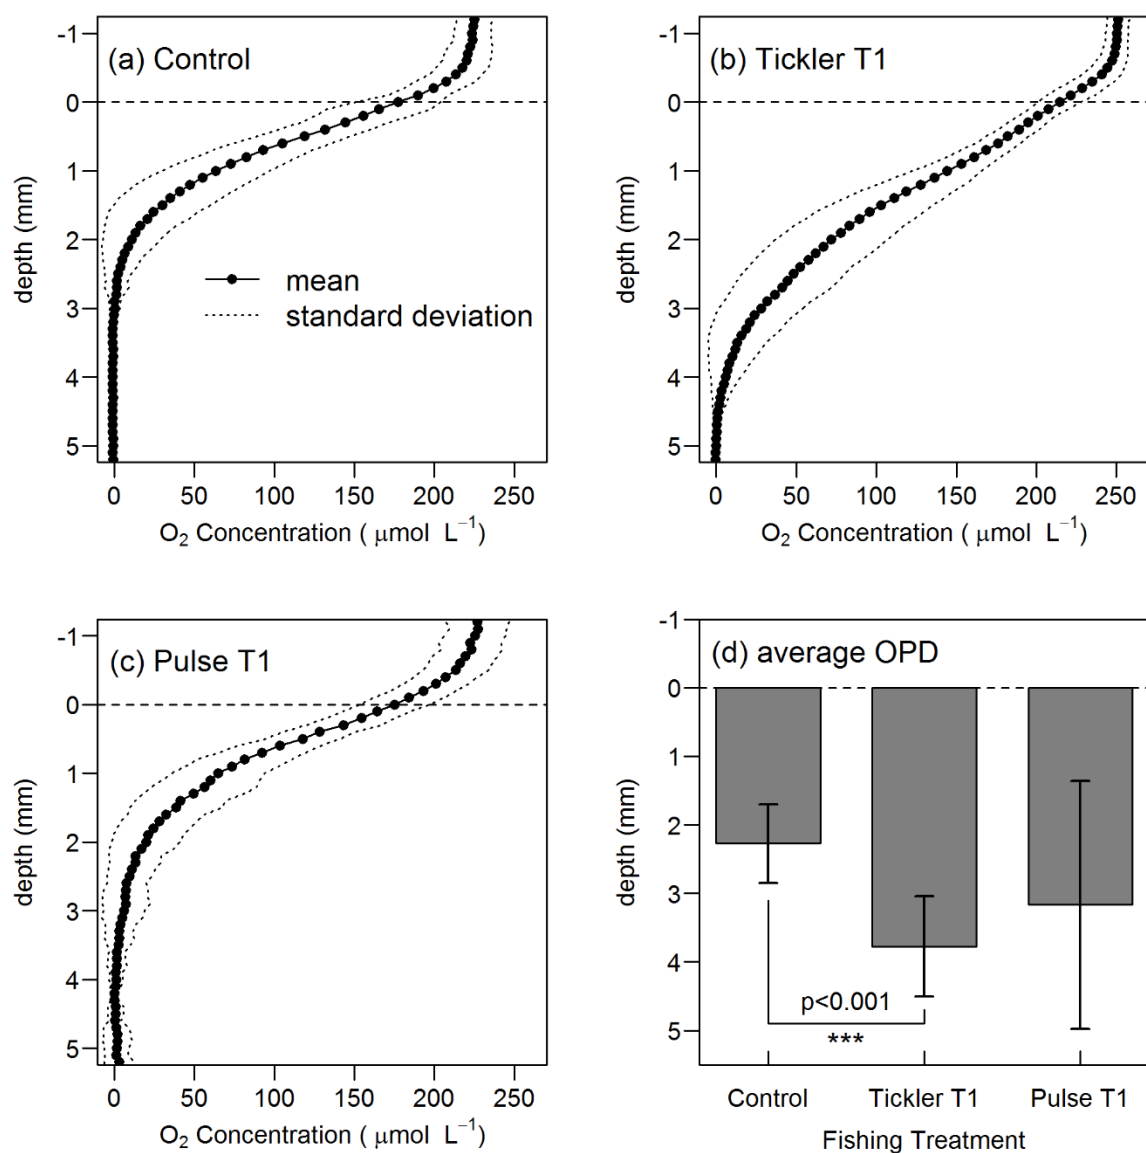 (a) Control
-1
0
1
2
3
4
5
depth (mm)
mean
standard deviation
0 50 100 150 200 250
O₂ Concentration ( μmol L⁻¹)
(b) Tickler T1
-1
0
1
2
3
4
5
depth (mm)
0 50 100 150 200 250
O₂ Concentration ( μmol L⁻¹)
(c) Pulse T1
-1
0
1
2
3
4
5
depth (mm)
0 50 100 150 200 250
O₂ Concentration ( μmol L⁻¹)
(d) average OPD
-1
0
1
2
3
4
5
depth (mm)
p<0.001
***
Control Tickler T1 Pulse T1
Fishing Treatment